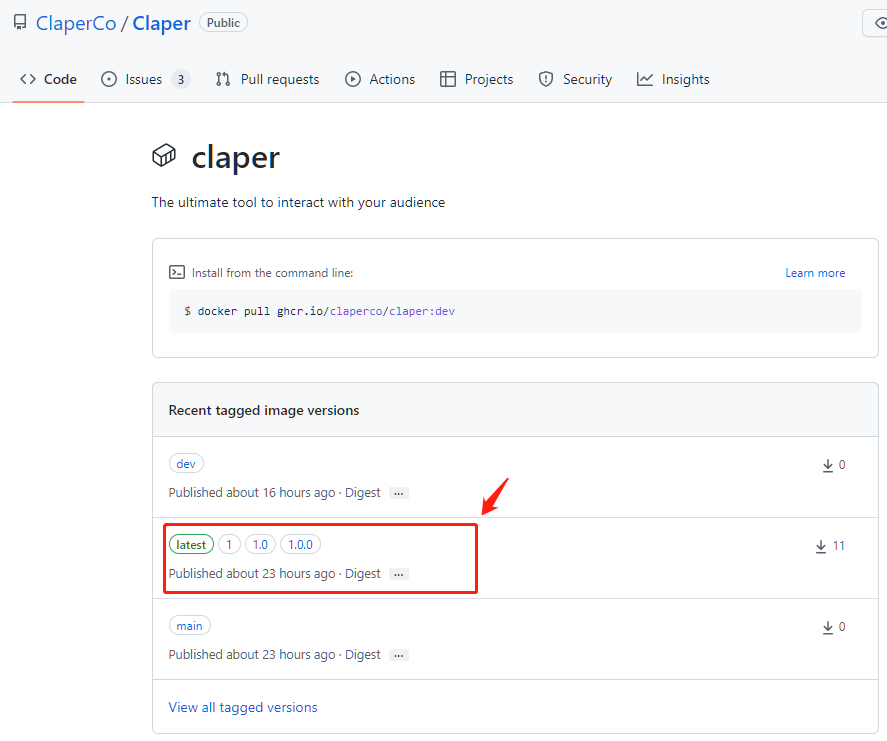 ClaperCo / Claper Public
Code Issues 3 Pull requests Actions Projects Security Insights
claper
The ultimate tool to interact with your audience
Install from the command line: Learn more
$ docker pull ghcr.io/claperco/claper:dev
Recent tagged image versions
dev
0
Published about 16 hours ago · Digest ...
latest 1 1.0 1.0.0
11
Published about 23 hours ago · Digest ...
main
0
Published about 23 hours ago · Digest ...
View all tagged versions